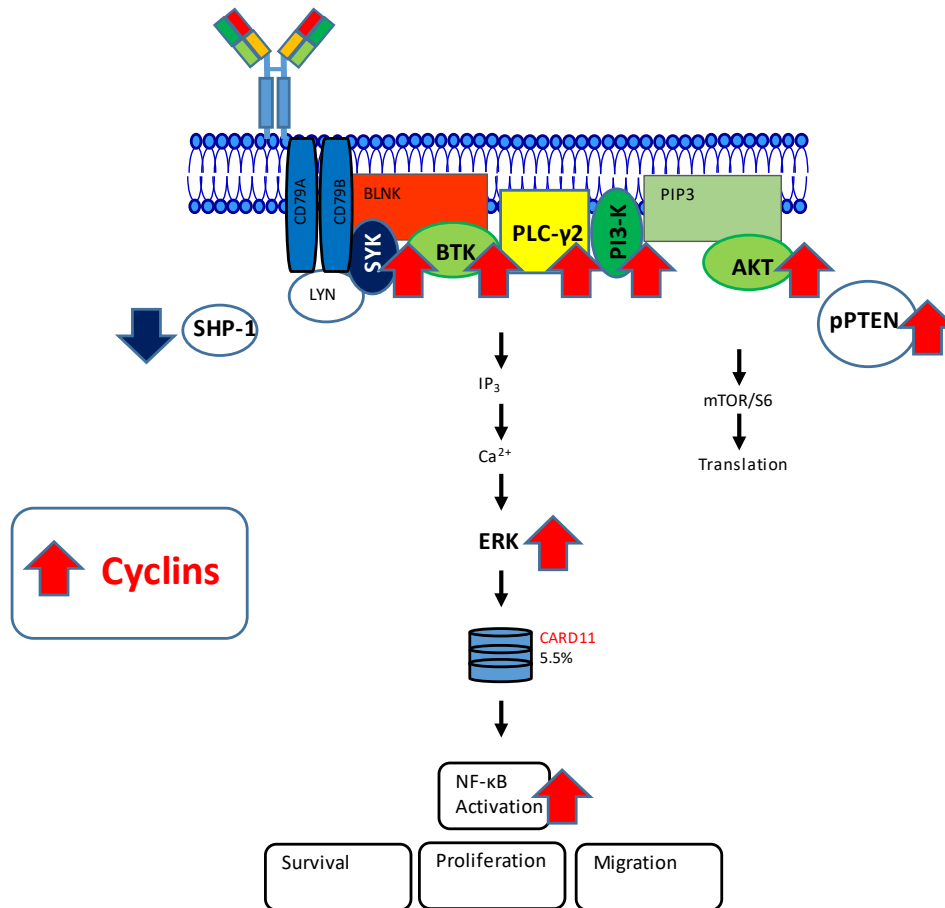 CD79A
CD79B
BLNK
SYK
BTK
PLC-γ2
PI3-K
PIP3
AKT
LYN
SHP-1
pPTEN
IP₃
mTOR/S6
Ca²⁺
Translation
ERK
Cyclins
CARD11
5.5%
NF-κB
Activation
Survival
Proliferation
Migration